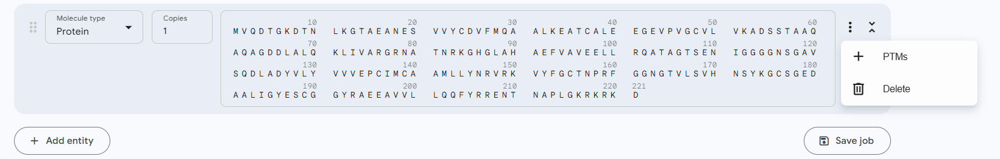 Molecule type
Protein
Copies
1
10 20 30 40 50 60
MVQDTGKDTN LKGTAEANES VVYCDVFMQA ALKEATCALE EGEVPVGCVL VKADSSTAAQ
70 80 90 100 110 120
AQAGDDLALQ KLIVARGRNA TNRKGHGLAH AEFVAVEELL RQATAGTSEN IGGGGNSGAV
130 140 150 160 170 180
SQDLADYVLY VVVEPCIMCA AMLLYNRVRK VYFGCTNPRF GGNGTVLSVH NSYKGCSGED
190 200 210 220 221
AALIGYESCG GYRAEEAVVL LQQFYRRENT NAPLGKRKRK D
PTMs
Delete
Add entity
Save job